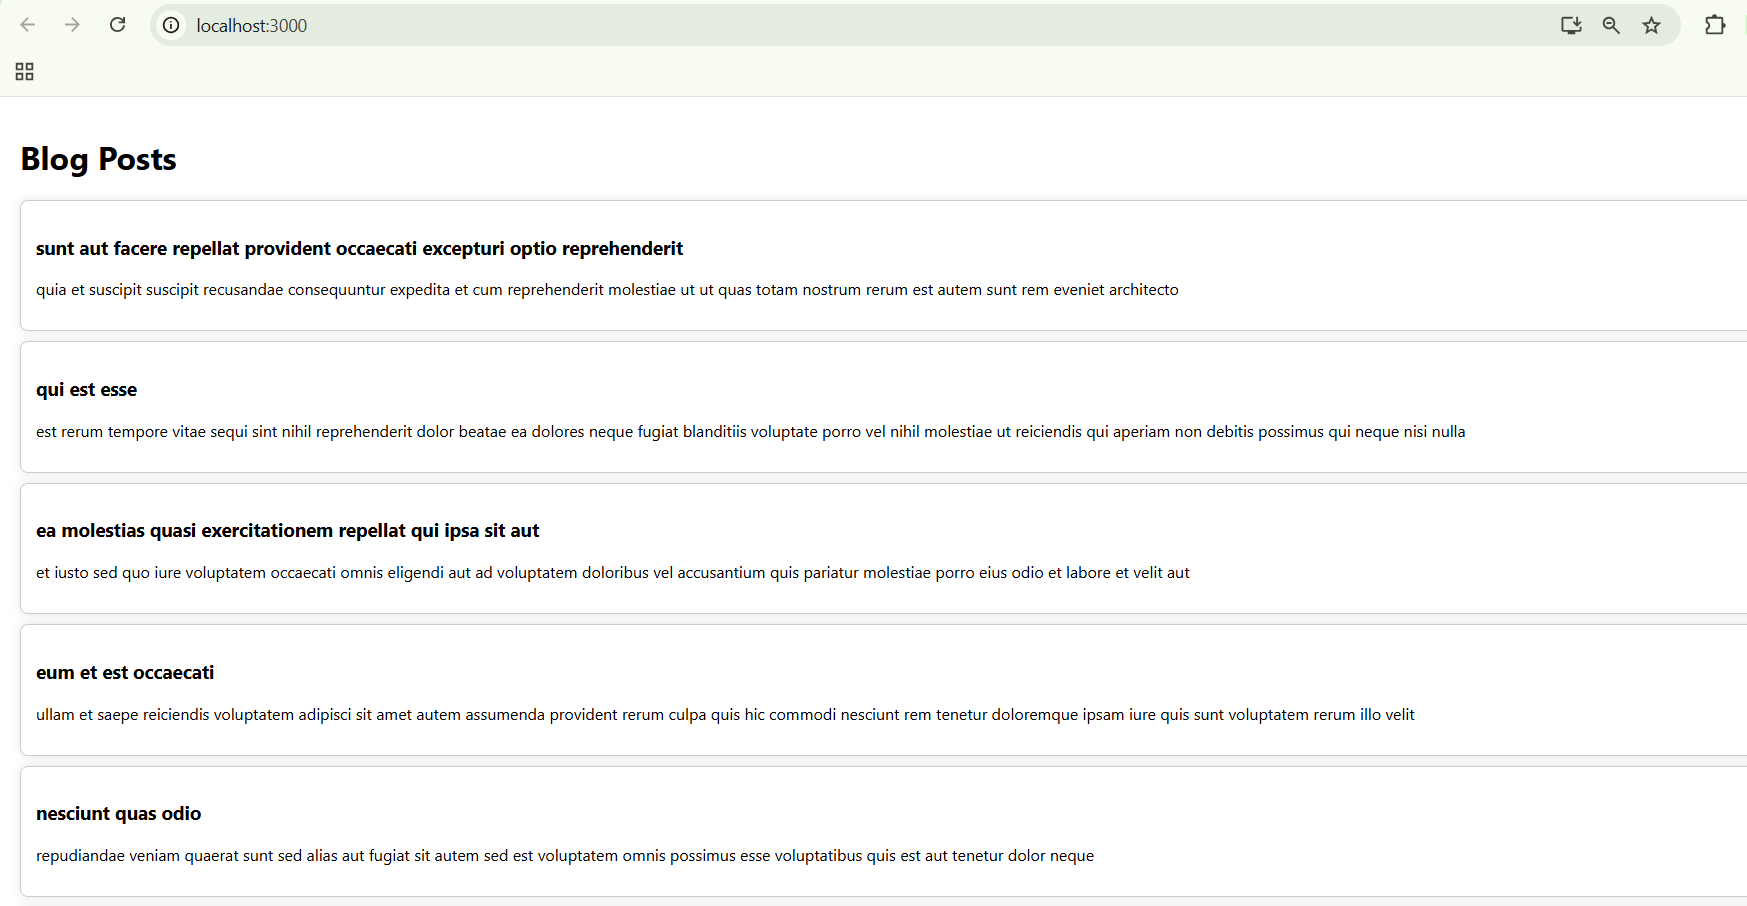 localhost:3000
Blog Posts
sunt aut facere repellat provident occaecati excepturi optio reprehenderit
quia et suscipit suscipit recusandae consequuntur expedita et cum reprehenderit molestiae ut ut quas totam nostrum rerum est autem sunt rem eveniet architecto
qui est esse
est rerum tempore vitae sequi sint nihil reprehenderit dolor beatae ea dolores neque fugiat blanditiis voluptate porro vel nihil molestiae ut reiciendis qui aperiam non debitis possimus qui neque nisi nulla
ea molestias quasi exercitationem repellat qui ipsa sit aut
et iusto sed quo iure voluptatem occaecati omnis eligendi aut ad voluptatem doloribus vel accusantium quis pariatur molestiae porro eius odio et labore et velit aut
eum et est occaecati
ullam et saepe reiciendis voluptatem adipisci sit amet autem assumenda provident rerum culpa quis hic commodi nesciunt rem tenetur doloremque ipsam iure quis sunt voluptatem rerum illo velit
nesciunt quas odio
repudiandae veniam quaerat sunt sed alias aut fugiat sit autem sed est voluptatem omnis possimus esse voluptatibus quis est aut tenetur dolor neque